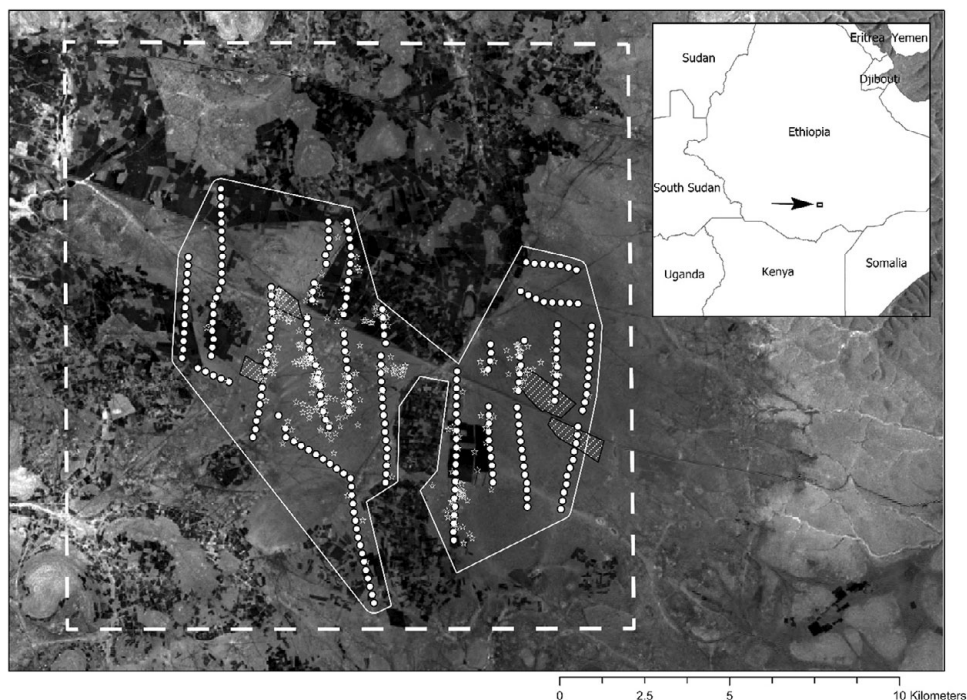 Eritrea Yemen
Sudan
Djibouti
Ethiopia
South Sudan
Uganda
Kenya
Somalia
0 2.5 5 10 Kilometers